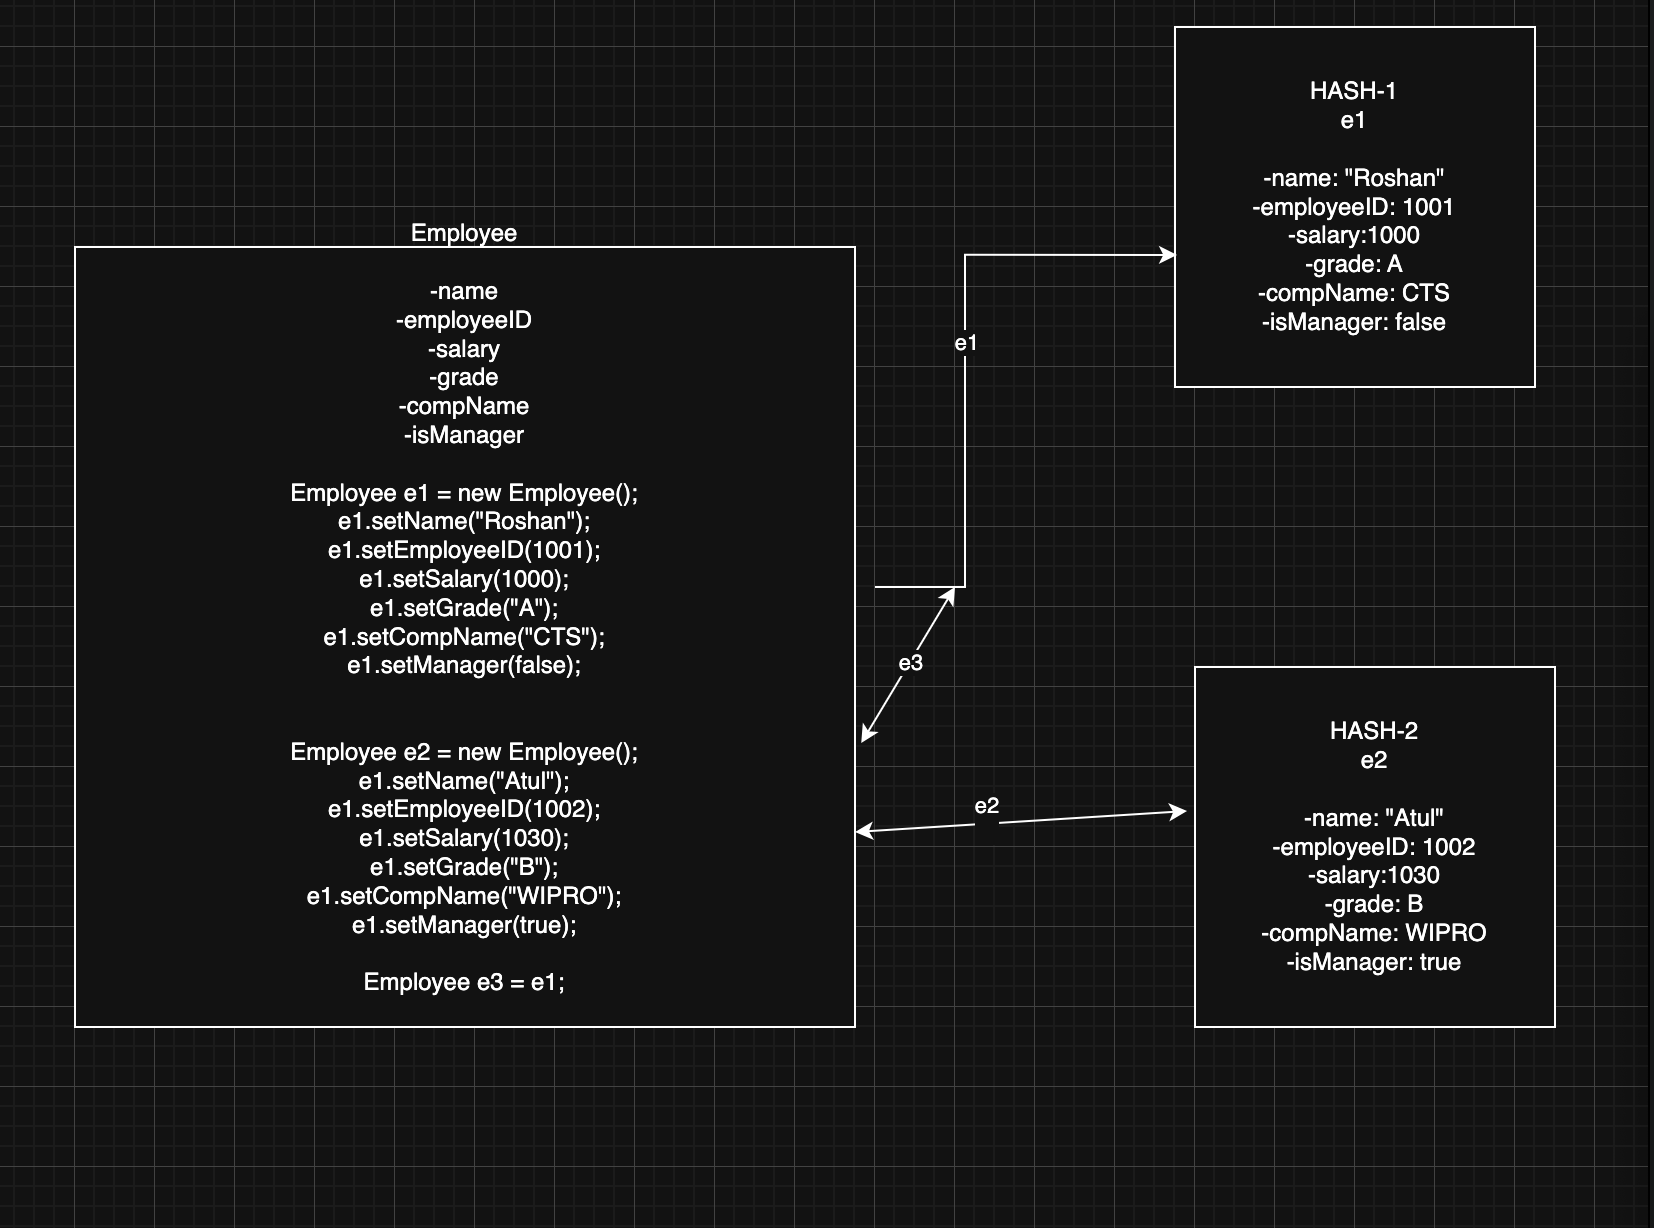 Employee
-name
-employeeID
-salary
-grade
-compName
-isManager
Employee e1 = new Employee();
e1.setName("Roshan");
e1.setEmployeeID(1001);
e1.setSalary(1000);
e1.setGrade("A");
e1.setCompName("CTS");
e1.setManager(false);
Employee e2 = new Employee();
e1.setName("Atul");
e1.setEmployeeID(1002);
e1.setSalary(1030);
e1.setGrade("B");
e1.setCompName("WIPRO");
e1.setManager(true);
Employee e3 = e1;
e1
e3
e2
HASH-1
e1
-name: "Roshan"
-employeeID: 1001
-salary:1000
-grade: A
-compName: CTS
-isManager: false
HASH-2
e2
-name: "Atul"
-employeeID: 1002
-salary:1030
-grade: B
-compName: WIPRO
-isManager: true